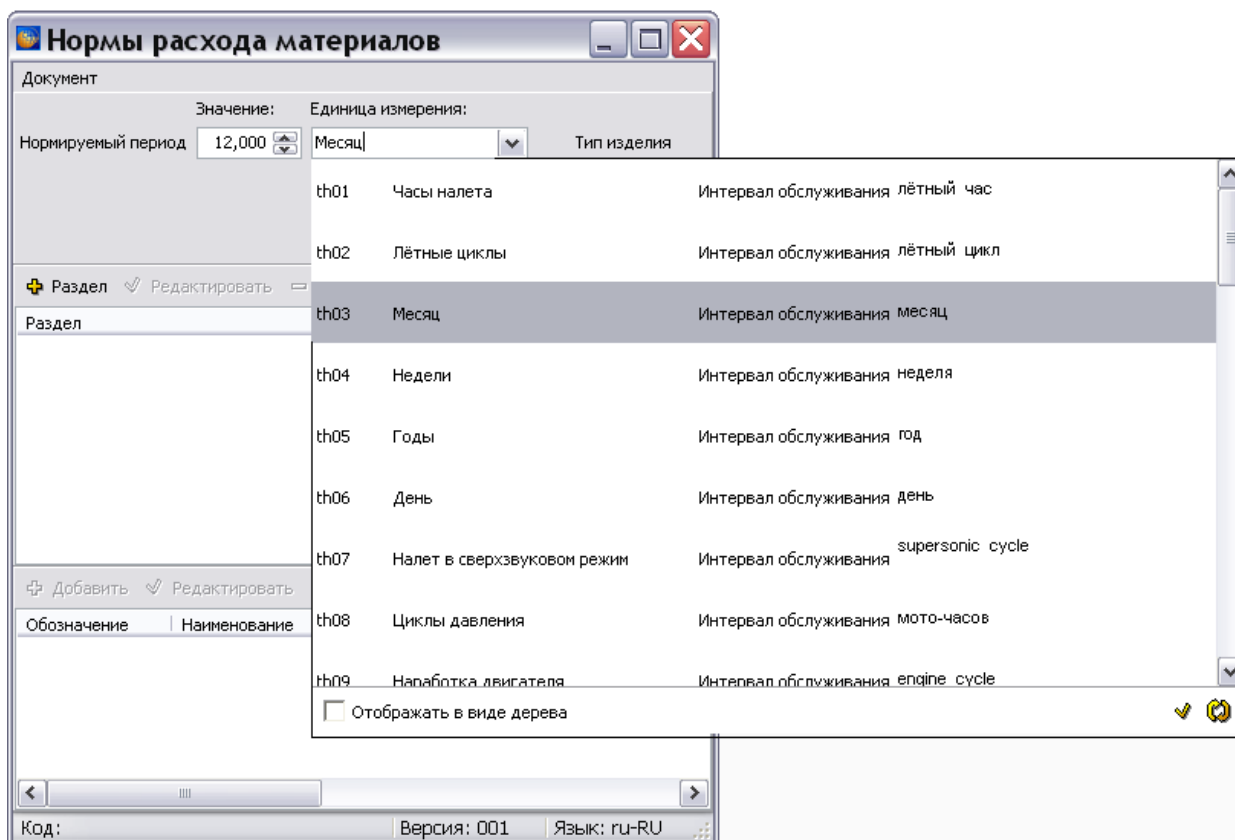 Нормы расхода материалов
Документ
Значение: Единица измерения:
Нормируемый период 12,000 Месяц Тип изделия
th01 Часы налета Интервал обслуживания лётный час
th02 Лётные циклы Интервал обслуживания лётный цикл
Раздел Редактировать
th03 Месяц Интервал обслуживания месяц
Раздел
th04 Недели Интервал обслуживания неделя
th05 Годы Интервал обслуживания год
th06 День Интервал обслуживания день
th07 Налет в сверхзвуковом режим Интервал обслуживания supersonic cycle
Добавить Редактировать
th08 Циклы давления Интервал обслуживания мото-часов
Обозначение Наименование
th09 Наработка двигателя Интервал обслуживания engine cycle
Отображать в виде дерева
Код: Версия: 001 Язык: ru-RU